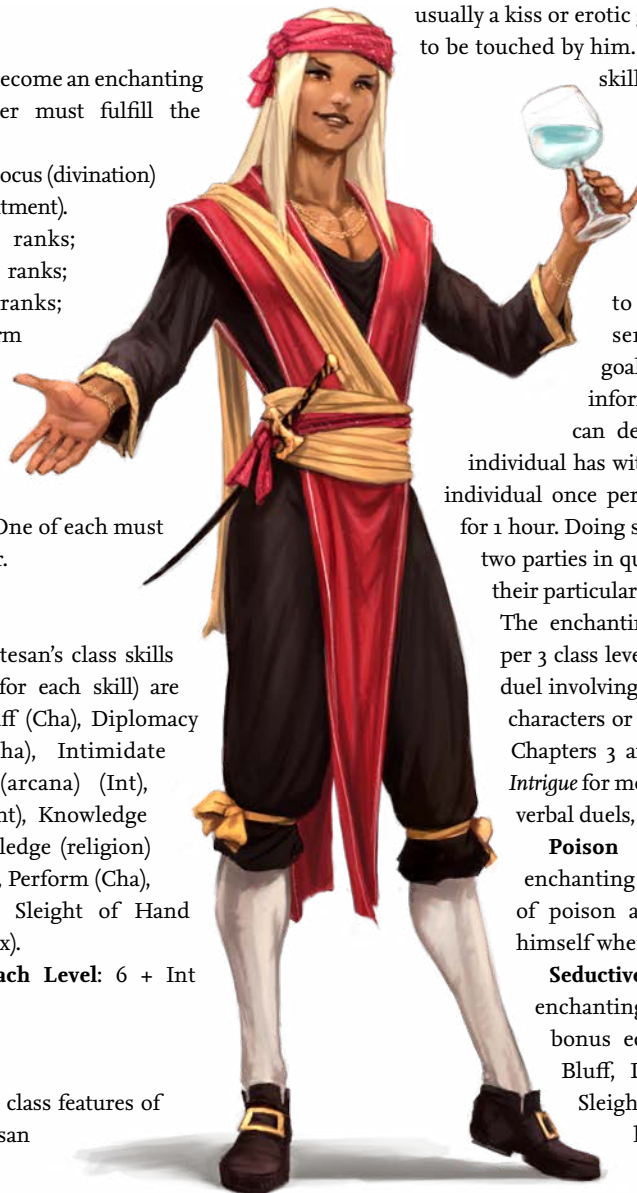 ecome an enchanting
er must fulfill the
ocus (divination)
tment).
ranks;
ranks;
ranks;
rm
One of each must
r.
tesan's class skills
for each skill) are
ff (Cha), Diplomacy
ha), Intimidate
(arcana) (Int),
nt), Knowledge
ledge (religion)
, Perform (Cha),
Sleight of Hand
x).
ach Level: 6 + Int
class features of
san
usually a kiss or erotic g
to be touched by him.
skill
to
ser
goal
infor
can de
individual has wit
individual once per
for 1 hour. Doing s
two parties in qu
their particular
The enchantin
per 3 class leve
duel involving
characters or
Chapters 3 a
Intrigue for mo
verbal duels,
Poison
enchanting
of poison a
himself whe
Seductive
enchanting
bonus eq
Bluff, D
Sleigh